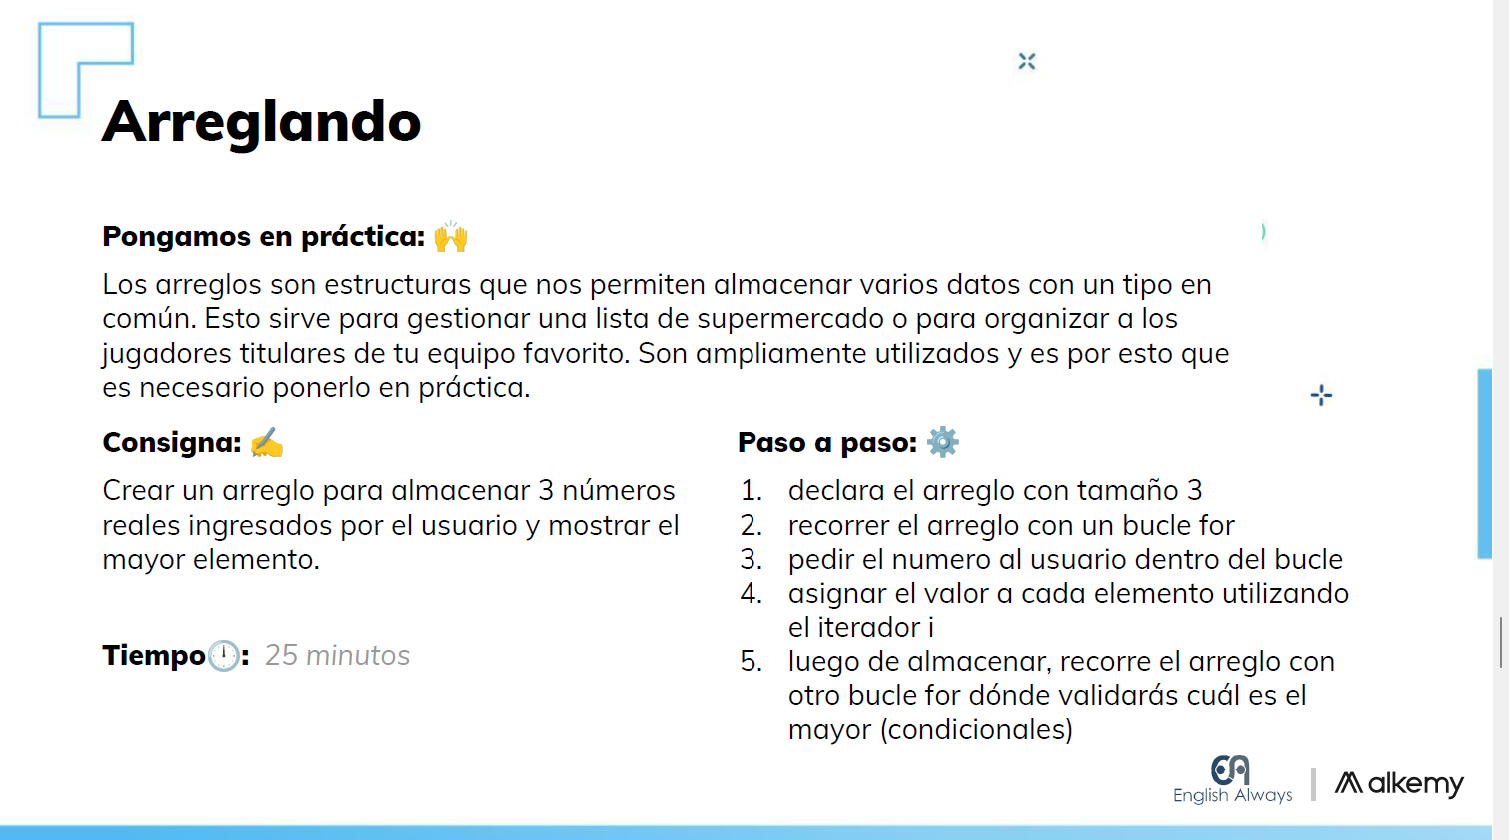 Arreglando
Pongamos en práctica: 🙌
Los arreglos son estructuras que nos permiten almacenar varios datos con un tipo en
común. Esto sirve para gestionar una lista de supermercado o para organizar a los
jugadores titulares de tu equipo favorito. Son ampliamente utilizados y es por esto que
es necesario ponerlo en práctica.
Consigna: ✍️
Crear un arreglo para almacenar 3 números
reales ingresados por el usuario y mostrar el
mayor elemento.
Tiempo🕛: 25 minutos
Paso a paso: ⚙️
1. declara el arreglo con tamaño 3
2. recorrer el arreglo con un bucle for
3. pedir el numero al usuario dentro del bucle
4. asignar el valor a cada elemento utilizando
el iterador i
5. luego de almacenar, recorre el arreglo con
otro bucle for dónde validarás cuál es el
mayor (condicionales)
English Always
alkemy